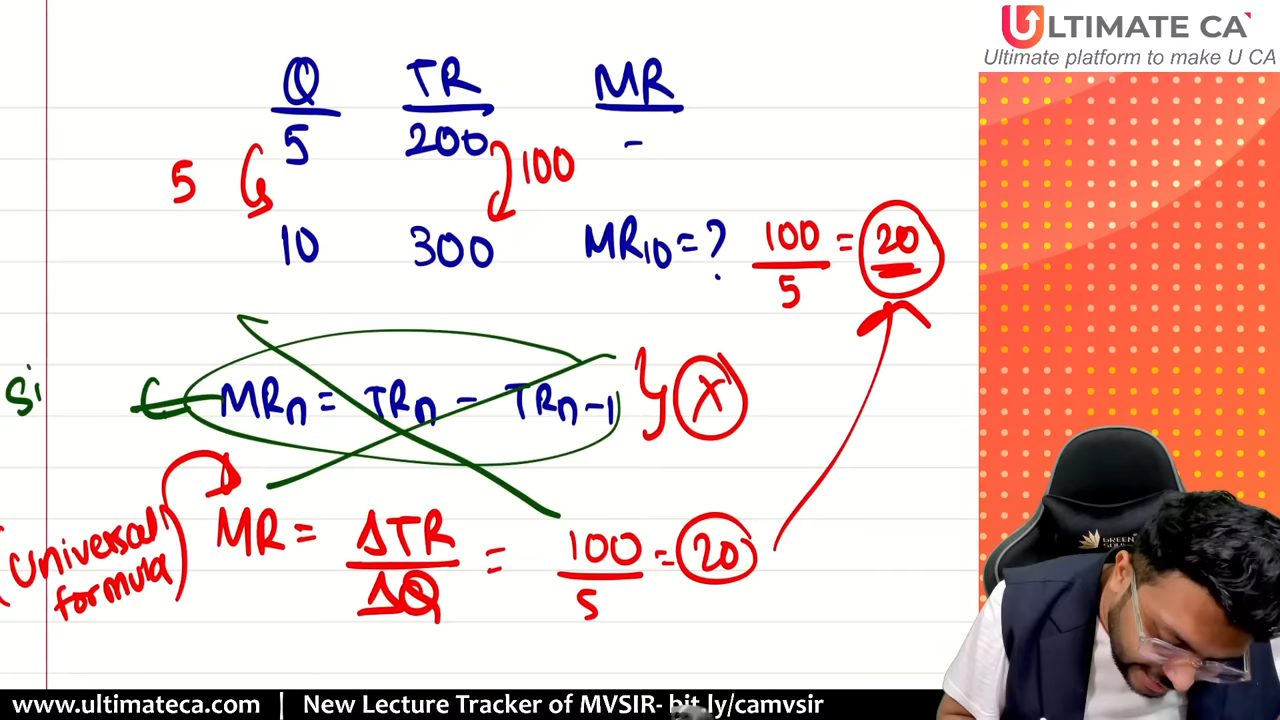 ULTIMATE CA
Ultimate platform to make U CA
Q TR MR
5 200 -
5 100
10 300 MR10 = ? 100/5 = 20
Si
MRn = TRn - TRn-1 } X
(Universal formula) MR = ΔTR/ΔQ = 100/5 = 20
GREEN
www.ultimateca.com | New Lecture Tracker of MVSIR- bit.ly/camvsir